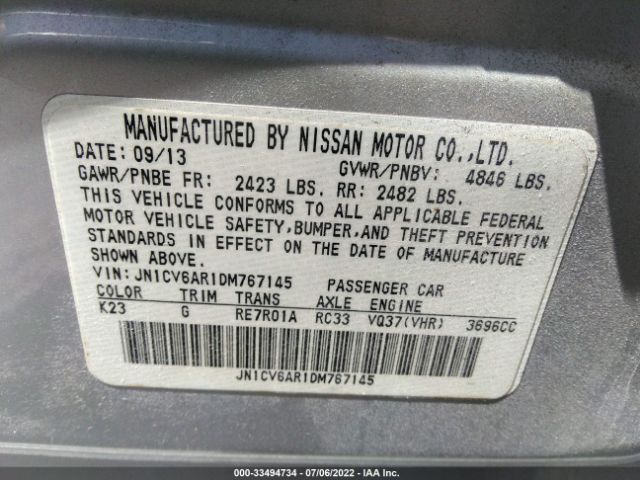 MANUFACTURED BY NISSAN MOTOR CO.,LTD.
DATE: 09/13 GVWR/PNBV: 4846 LBS.
GAWR/PNBE FR: 2423 LBS. RR: 2482 LBS.
THIS VEHICLE CONFORMS TO ALL APPLICABLE FEDERAL
MOTOR VEHICLE SAFETY,BUMPER,AND THEFT PREVENTION
STANDARDS IN EFFECT ON THE DATE OF MANUFACTURE
SHOWN ABOVE.
VIN: JN1CV6AR1DM767145 PASSENGER CAR
COLOR TRIM TRANS AXLE ENGINE
K23 G RE7R01A RC33 VQ37(VHR) 3696CC
JN1CV6AR1DM767145
000-33494734 - 07/06/2022 - IAA Inc.